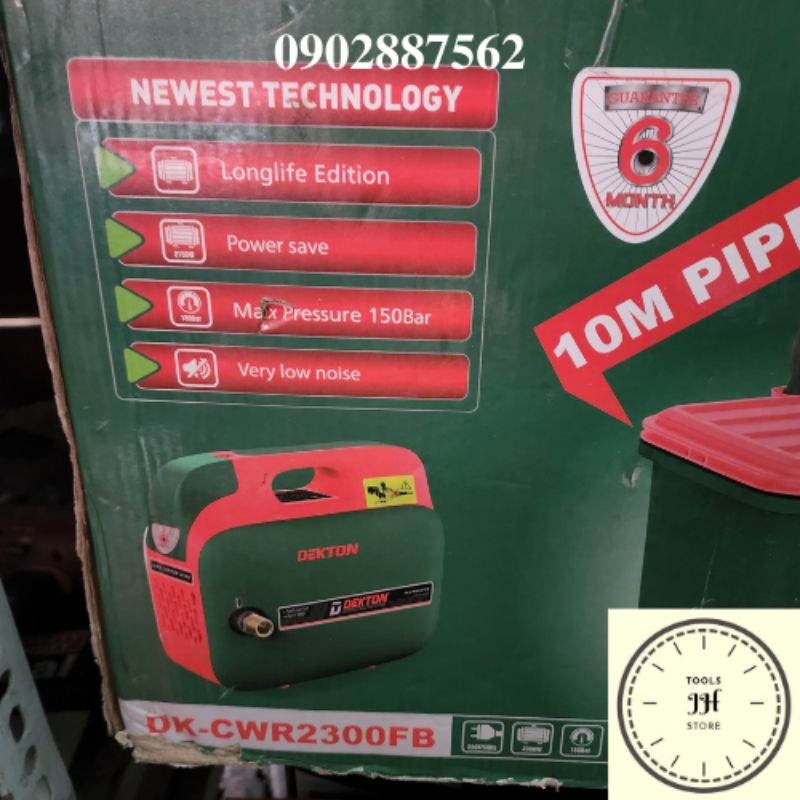 0902887562
NEWEST TECHNOLOGY
GUARANTEE
6
MONTH
Longlife Edition
Power save
Max Pressure 150Bar
Very low noise
10M PIP
DEKTON
DEKTON
DK-CWR2300FB
TOOLS
JH
STORE